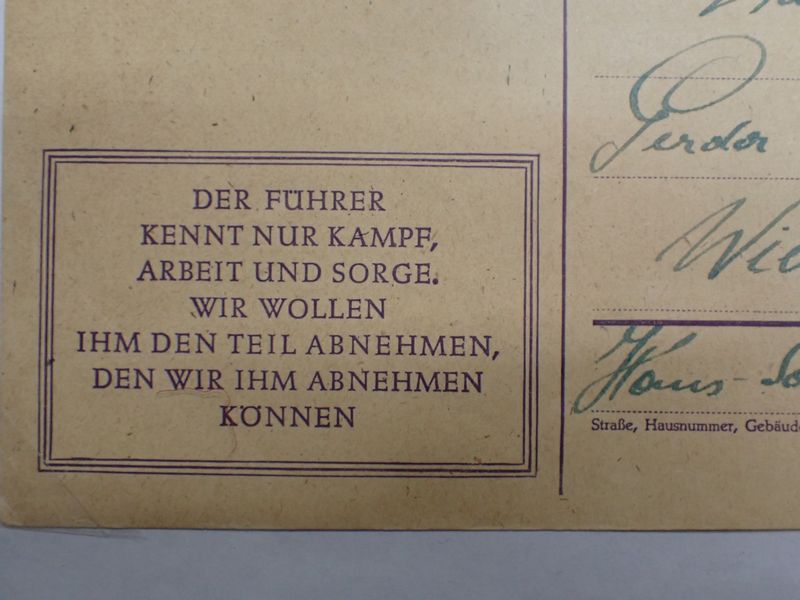 DER FÜHRER
KENNT NUR KAMPF,
ARBEIT UND SORGE.
WIR WOLLEN
IHM DEN TEIL ABNEHMEN,
DEN WIR IHM ABNEHMEN
KÖNNEN
Hans-
Straße, Hausnummer,